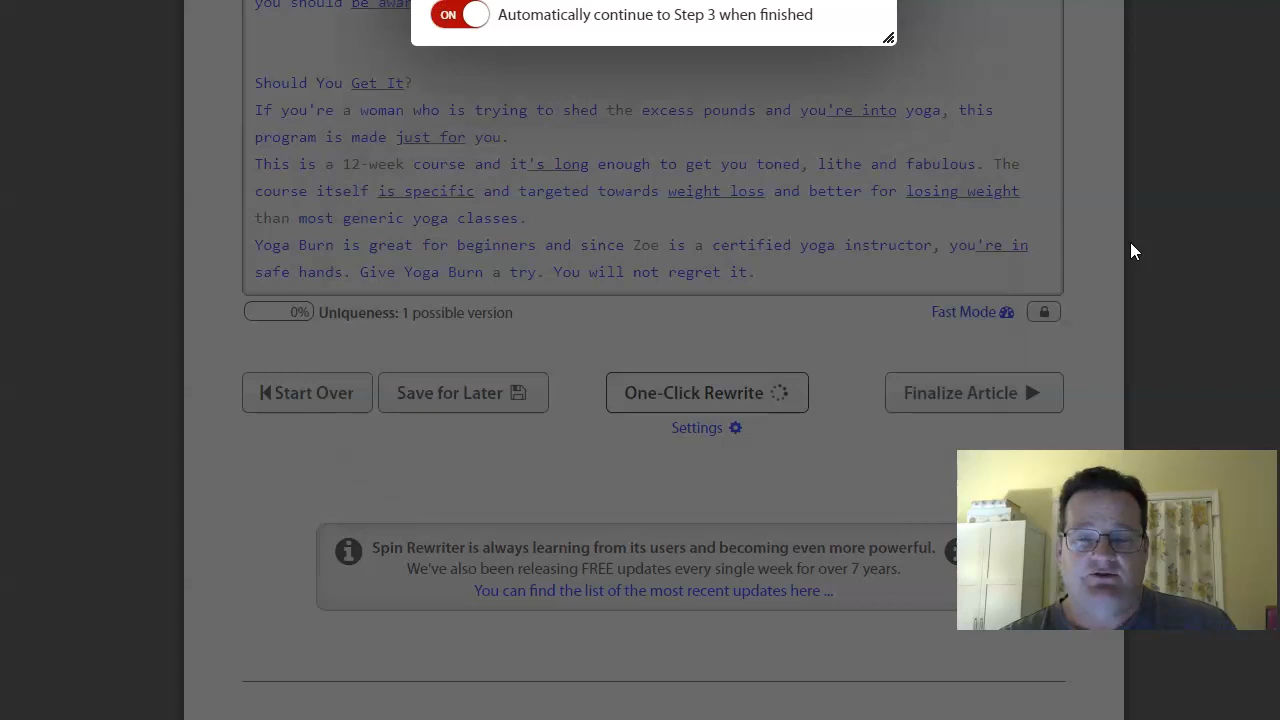 you should be awar
ON Automatically continue to Step 3 when finished
Should You Get It?
If you're a woman who is trying to shed the excess pounds and you're into yoga, this
program is made just for you.
This is a 12-week course and it's long enough to get you toned, lithe and fabulous. The
course itself is specific and targeted towards weight loss and better for losing weight
than most generic yoga classes.
Yoga Burn is great for beginners and since Zoe is a certified yoga instructor, you're in
safe hands. Give Yoga Burn a try. You will not regret it.
0% Uniqueness: 1 possible version
Fast Mode
Start Over
Save for Later
One-Click Rewrite
Finalize Article
Settings
Spin Rewriter is always learning from its users and becoming even more powerful.
We've also been releasing FREE updates every single week for over 7 years.
You can find the list of the most recent updates here ...